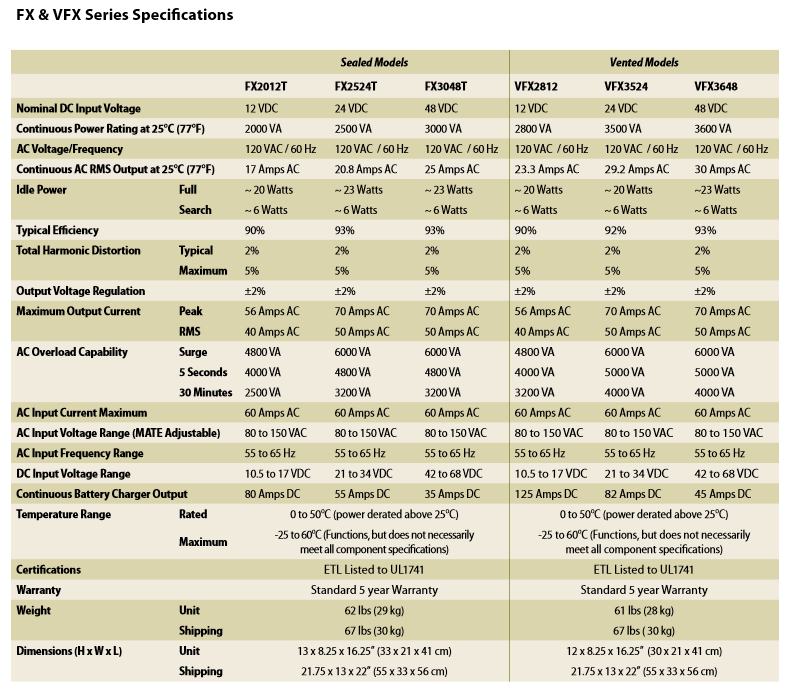 FX & VFX Series Specifications
Sealed Models Vented Models
FX2012T FX2524T FX3048T VFX2812 VFX3524 VFX3648
Nominal DC Input Voltage 12 VDC 24 VDC 48 VDC 12 VDC 24 VDC 48 VDC
Continuous Power Rating at 25°C (77°F) 2000 VA 2500 VA 3000 VA 2800 VA 3500 VA 3600 VA
AC Voltage/Frequency 120 VAC / 60 Hz 120 VAC / 60 Hz 120 VAC / 60 Hz 120 VAC / 60 Hz 120 VAC / 60 Hz 120 VAC / 60 Hz
Continuous AC RMS Output at 25°C (77°F) 17 Amps AC 20.8 Amps AC 25 Amps AC 23.3 Amps AC 29.2 Amps AC 30 Amps AC
Idle Power Full ~ 20 Watts ~ 23 Watts ~ 23 Watts ~ 20 Watts ~ 20 Watts ~23 Watts
Search ~ 6 Watts ~ 6 Watts ~ 6 Watts ~ 6 Watts ~ 6 Watts ~ 6 Watts
Typical Efficiency 90% 93% 93% 90% 92% 93%
Total Harmonic Distortion Typical 2% 2% 2% 2% 2% 2%
Maximum 5% 5% 5% 5% 5% 5%
Output Voltage Regulation ±2% ±2% ±2% ±2% ±2% ±2%
Maximum Output Current Peak 56 Amps AC 70 Amps AC 70 Amps AC 56 Amps AC 70 Amps AC 70 Amps AC
RMS 40 Amps AC 50 Amps AC 50 Amps AC 40 Amps AC 50 Amps AC 50 Amps AC
AC Overload Capability Surge 4800 VA 6000 VA 6000 VA 4800 VA 6000 VA 6000 VA
5 Seconds 4000 VA 4800 VA 4800 VA 4000 VA 5000 VA 5000 VA
30 Minutes 2500 VA 3200 VA 3200 VA 3200 VA 4000 VA 4000 VA
AC Input Current Maximum 60 Amps AC 60 Amps AC 60 Amps AC 60 Amps AC 60 Amps AC 60 Amps AC
AC Input Voltage Range (MATE Adjustable) 80 to 150 VAC 80 to 150 VAC 80 to 150 VAC 80 to 150 VAC 80 to 150 VAC 80 to 150 VAC
AC Input Frequency Range 55 to 65 Hz 55 to 65 Hz 55 to 65 Hz 55 to 65 Hz 55 to 65 Hz 55 to 65 Hz
DC Input Voltage Range 10.5 to 17 VDC 21 to 34 VDC 42 to 68 VDC 10.5 to 17 VDC 21 to 34 VDC 42 to 68 VDC
Continuous Battery Charger Output 80 Amps DC 55 Amps DC 35 Amps DC 125 Amps DC 82 Amps DC 45 Amps DC
Temperature Range Rated 0 to 50°C (power derated above 25°C) 0 to 50°C (power derated above 25°C)
Maximum -25 to 60°C (Functions, but does not necessarily -25 to 60°C (Functions, but does not necessarily
meet all component specifications) meet all component specifications)
Certifications ETL Listed to UL1741 ETL Listed to UL1741
Warranty Standard 5 year Warranty Standard 5 year Warranty
Weight Unit 62 lbs (29 kg) 61 lbs (28 kg)
Shipping 67 lbs (30 kg) 67 lbs ( 30 kg)
Dimensions (H x W x L) Unit 13 x 8.25 x 16.25” (33 x 21 x 41 cm) 12 x 8.25 x 16.25” (30 x 21 x 41 cm)
Shipping 21.75 x 13 x 22” (55 x 33 x 56 cm) 21.75 x 13 x 22” (55 x 33 x 56 cm)